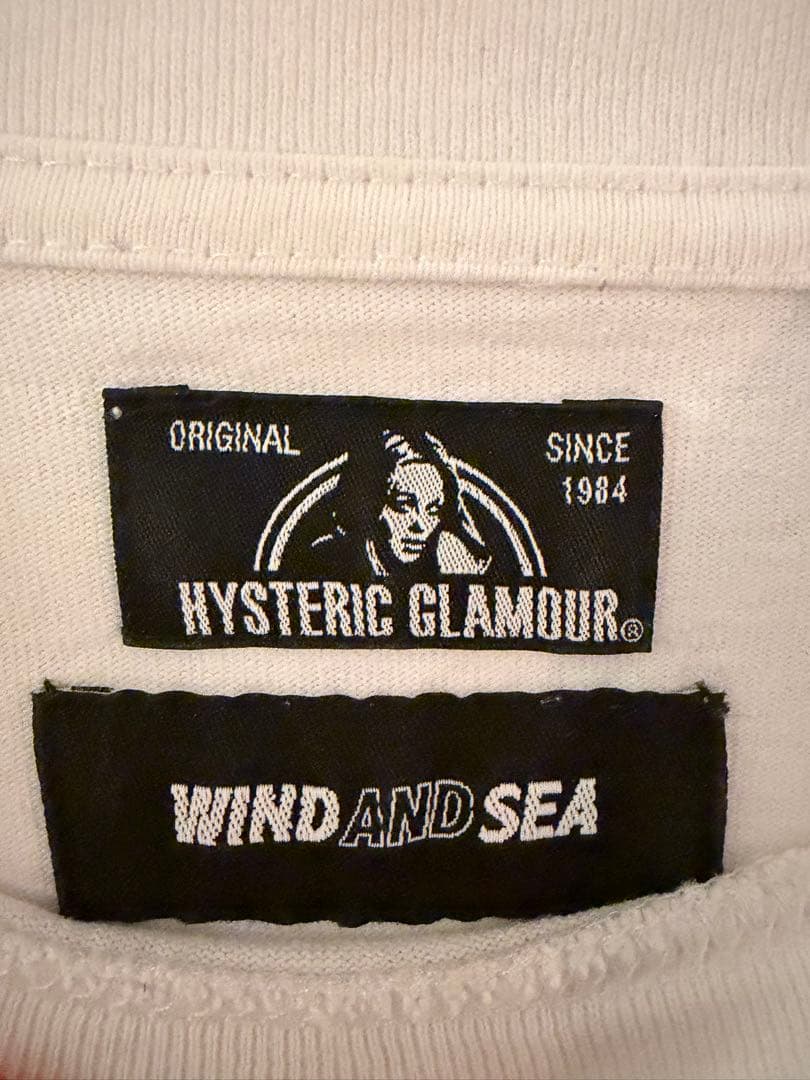 ORIGINAL
SINCE
1984
HYSTERIC GLAMOUR®
WIND AND SEA